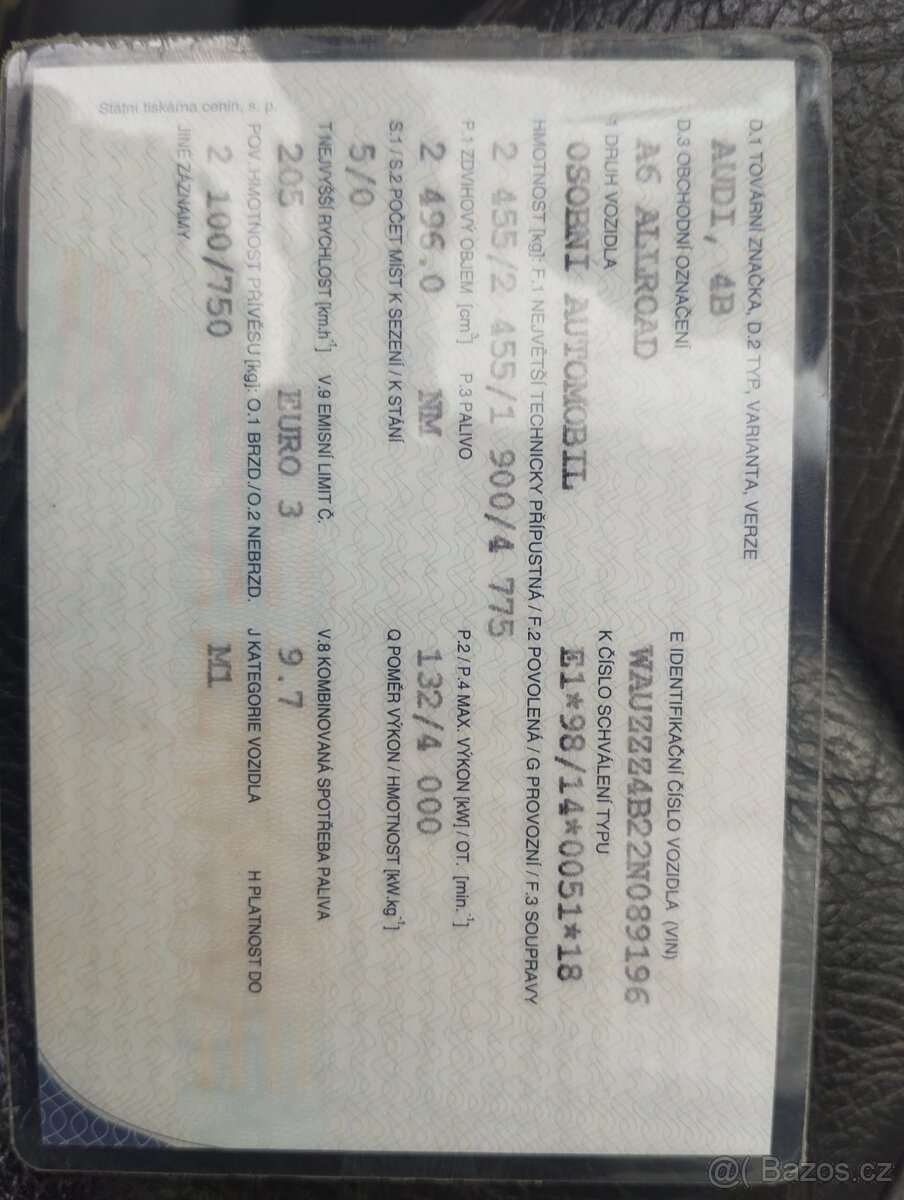 D.1 TOVÁRNÍ ZNAČKA, D.2 TYP, VARIANTA, VERZE
AUDI, 4B
D.3 OBCHODNÍ OZNAČENÍ E IDENTIFIKAČNÍ ČÍSLO VOZIDLA (VIN)
A6 ALLROAD WAUZZZ4B22N089196
DRUH VOZIDLA K ČÍSLO SCHVÁLENÍ TYPU
OSOBNÍ AUTOMOBIL E1*98/14*0051*18
HMOTNOST [kg]: F.1 NEJVĚTŠÍ TECHNICKY PŘÍPUSTNÁ / F.2 POVOLENÁ / G PROVOZNÍ / F.3 SOUPRAVY
2 455/2 455/1 900/4 775
P.1 ZDVIHOVÝ OBJEM [cm³] P.3 PALIVO P.2 / P.4 MAX. VÝKON [kW] / OT. [min.⁻¹]
2 496.0 NM 132/4 000
S.1 / S.2 POČET MÍST K SEZENÍ / K STÁNÍ Q POMĚR VÝKON / HMOTNOST [kW.kg⁻¹]
5/0
T NEJVYŠŠÍ RYCHLOST [km.h⁻¹] V.9 EMISNÍ LIMIT Č. V.8 KOMBINOVANÁ SPOTŘEBA PALIVA
205 EURO 3 9.7
POV. HMOTNOST PŘÍVĚSU [kg]: O.1 BRZD./O.2 NEBRZD. J KATEGORIE VOZIDLA H PLATNOST DO
2 100/750 M1
JINÉ ZÁZNAMY
Státní tiskárna cenin, s. p.
@( Bazos.cz